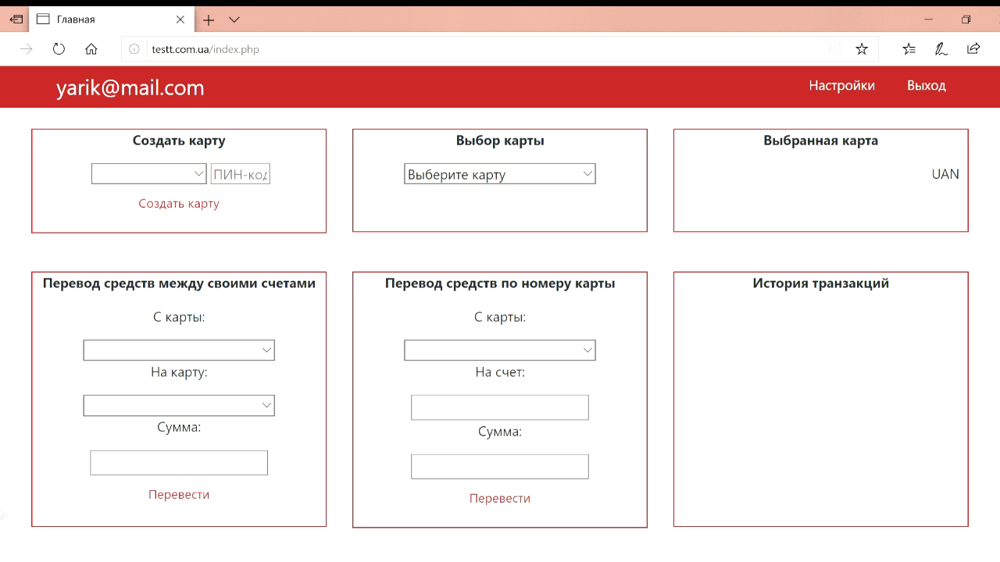 Главная
testt.com.ua/index.php
yarik@mail.com
Настройки
Выход
Создать карту
ПИН-код
Создать карту
Выбор карты
Выберите карту
Выбранная карта
UAN
Перевод средств между своими счетами
С карты:
На карту:
Сумма:
Перевести
Перевод средств по номеру карты
С карты:
На счет:
Сумма:
Перевести
История транзакций